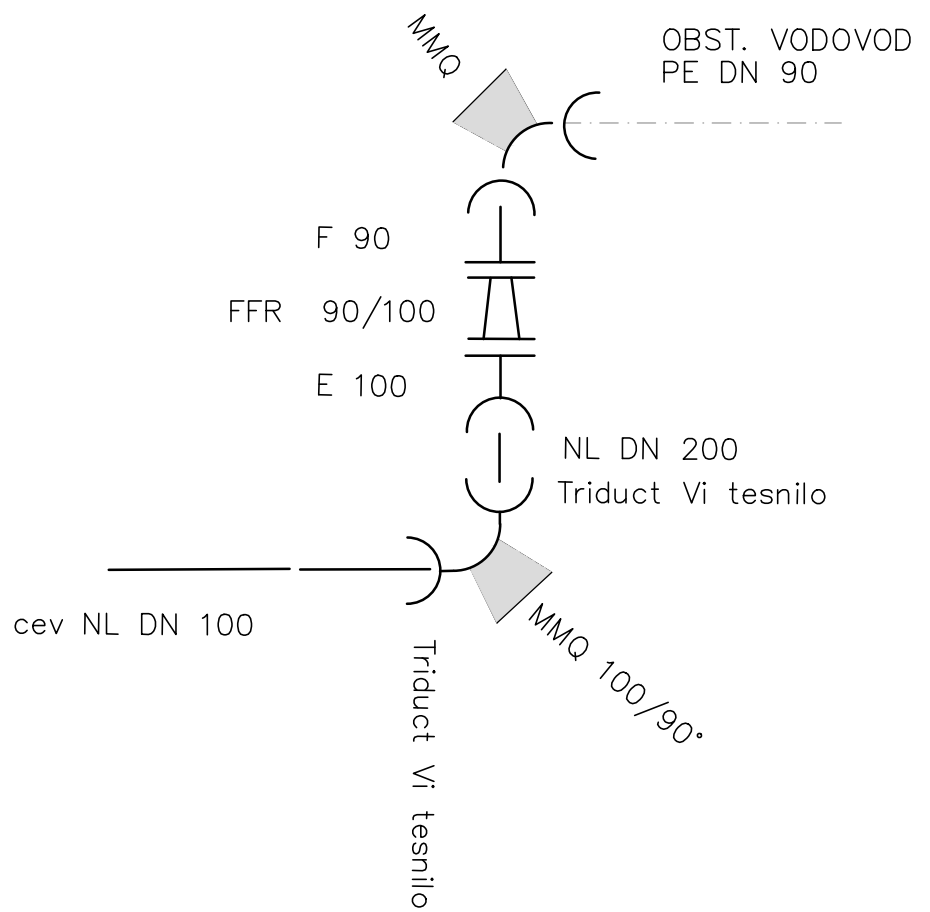 MMQ
OBST. VODOVOD
PE DN 90
F 90
FFR 90/100
E 100
NL DN 200
Triduct Vi tesnilo
cev NL DN 100
MMQ 100/90°
Triduct Vi tesnilo